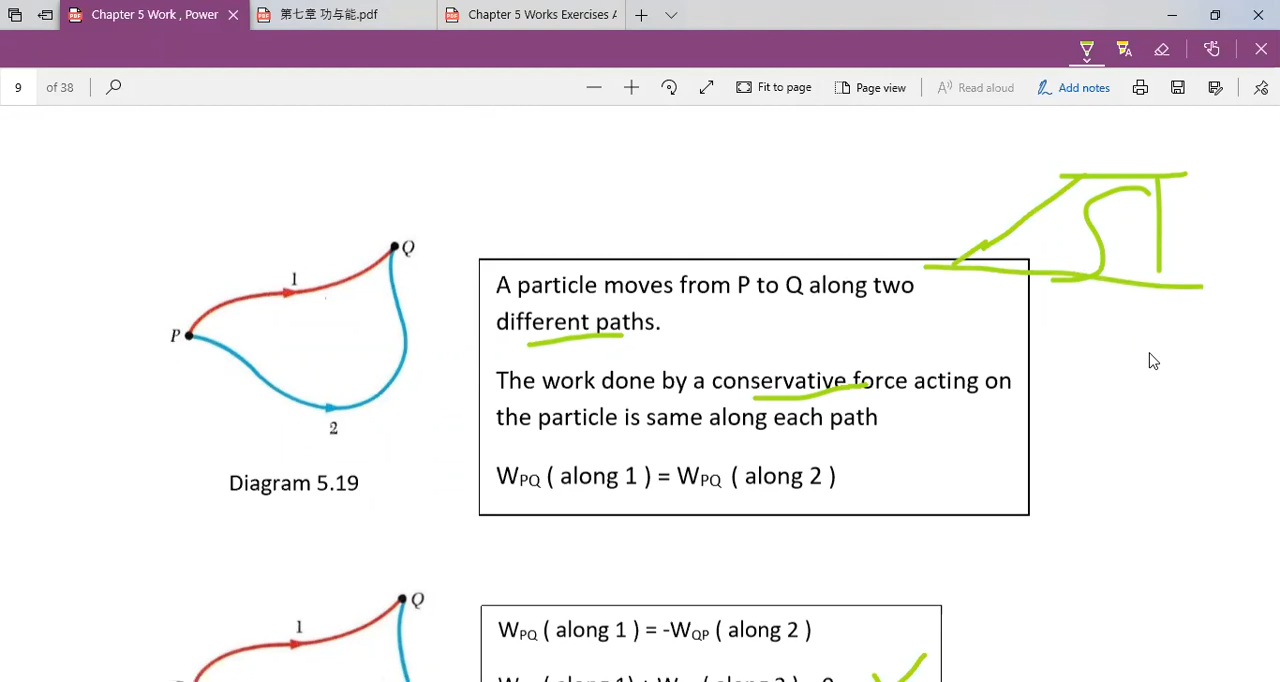 Chapter 5 Work , Power
第七章 功与能.pdf
Chapter 5 Works Exercises
9 of 38
Fit to page
Page view
Read aloud
Add notes
Q
1
P
2
Diagram 5.19
A particle moves from P to Q along two
different paths.
The work done by a conservative force acting on
the particle is same along each path
WPQ ( along 1 ) = WPQ ( along 2 )
Q
1
WPQ ( along 1 ) = -WQP ( along 2 )